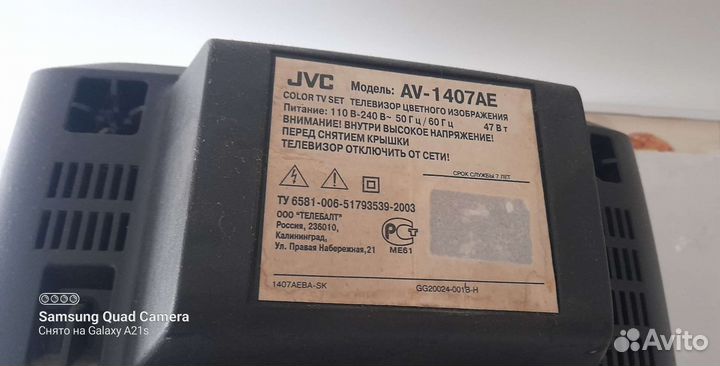 JVC Модель: AV-1407AE
COLOR TV SET ТЕЛЕВИЗОР ЦВЕТНОГО ИЗОБРАЖЕНИЯ
Питание: 110 В-240 В~ 50 Гц / 60 Гц 47 Вт
ВНИМАНИЕ! ВНУТРИ ВЫСОКОЕ НАПРЯЖЕНИЕ!
ПЕРЕД СНЯТИЕМ КРЫШКИ
ТЕЛЕВИЗОР ОТКЛЮЧИТЬ ОТ СЕТИ!
СРОК СЛУЖБЫ 7 ЛЕТ
ТУ 6581-006-51793539-2003
ООО "ТЕЛЕБАЛТ"
Россия, 236010,
Калининград,
Ул. Правая Набережная,21
РСТ
МЕ61
1407AEBA-SK GG20024-001B-H
Samsung Quad Camera
Снято на Galaxy A21s
Avito